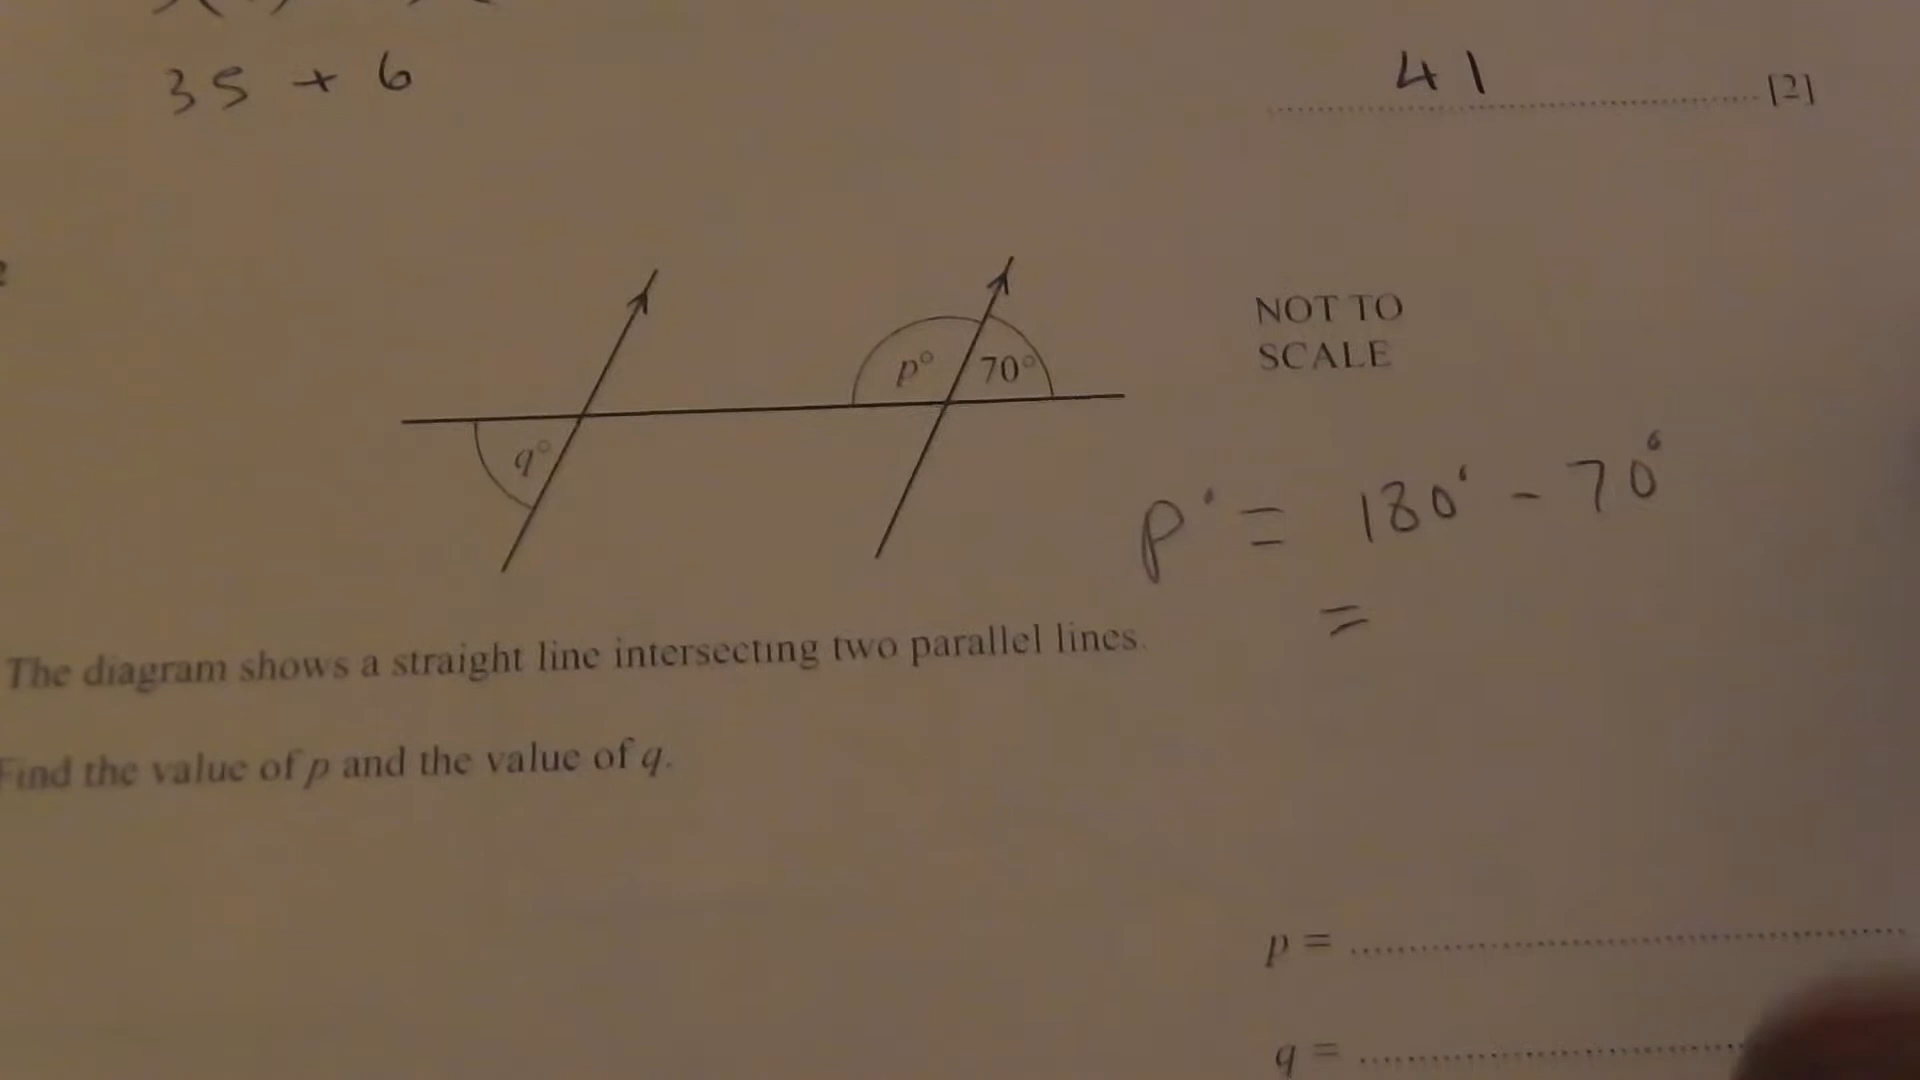 35 + 6
41
[2]
p° 70°
NOT TO
SCALE
q°
p° = 180° - 70°
=
The diagram shows a straight line intersecting two parallel lines.
Find the value of p and the value of q.
p = ........................................
q = ........................................